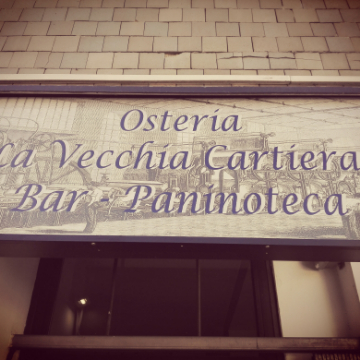 Osteria
La Vecchia Cartiera
Bar - Paninoteca